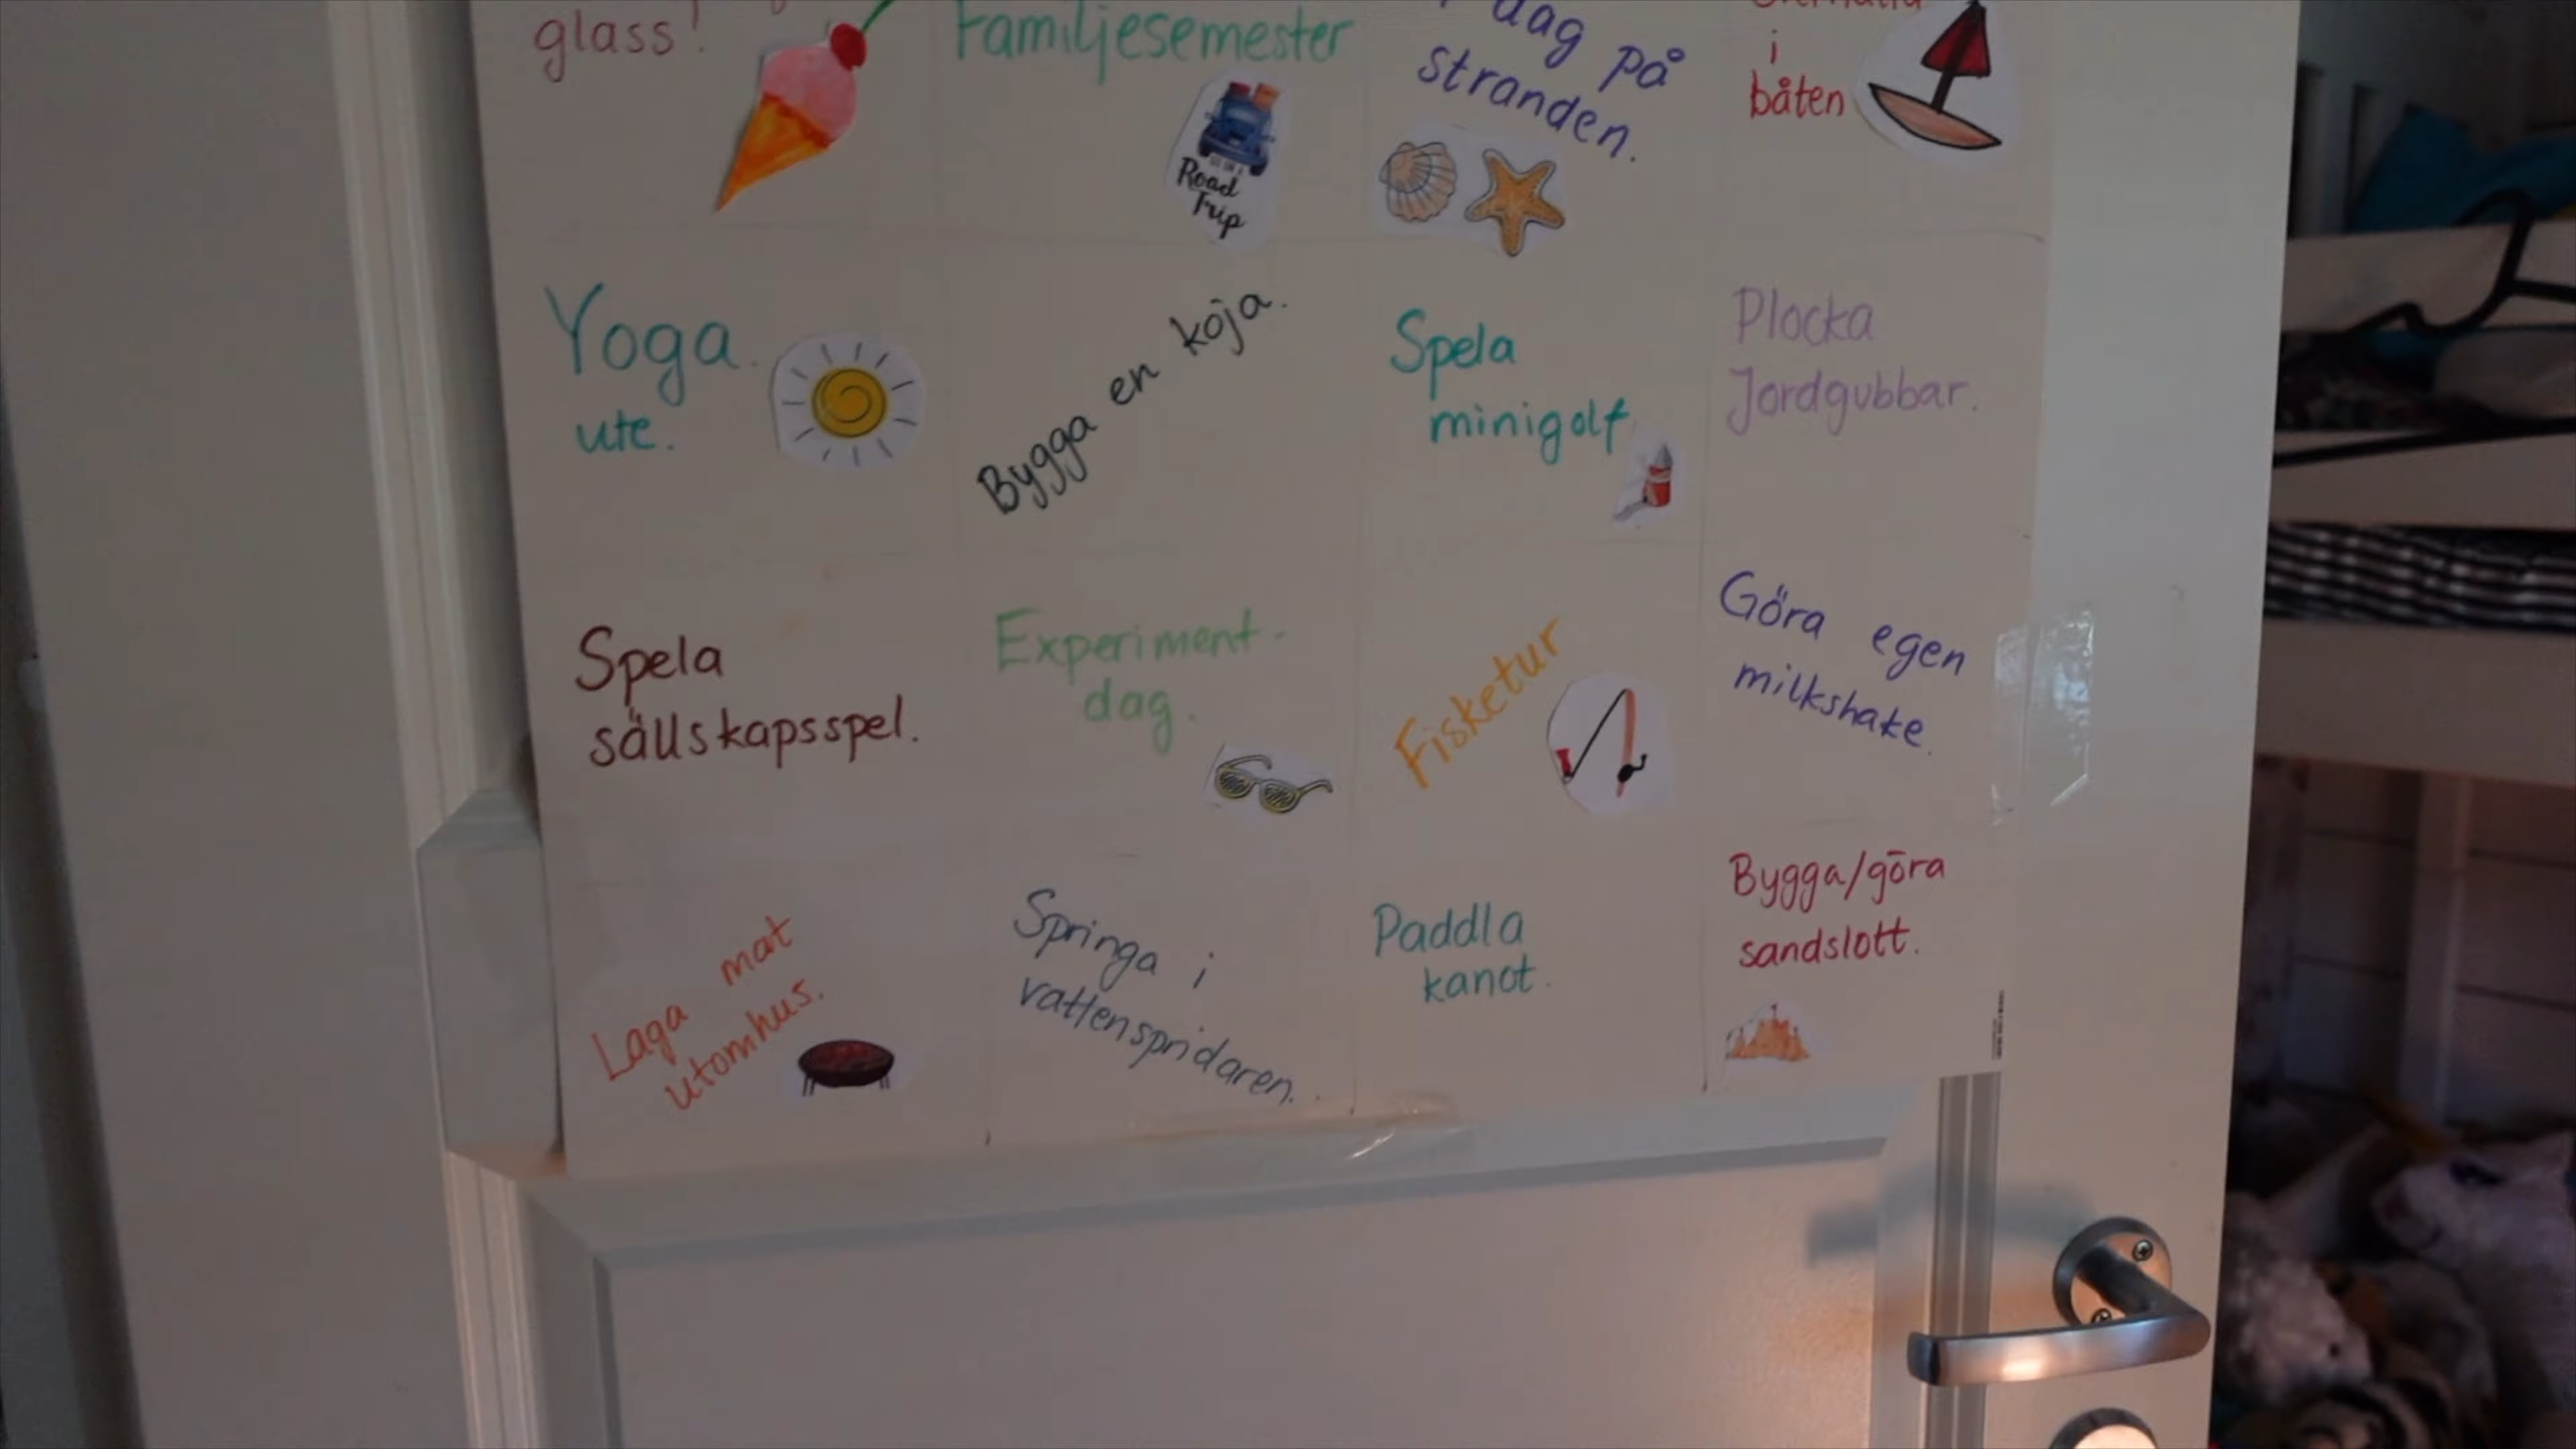 glass!
Familjesemester
Road
Trip
dag på
stranden.
i
båten
Yoga.
ute.
Bygga en koja.
Spela
minigolf
Plocka
Jordgubbar.
Spela
sällskapsspel.
Experiment-
dag.
Fisketur
Göra egen
milkshake.
Laga mat
utomhus.
Springa i
vattenspridaren.
Paddla
kanot.
Bygga/göra
sandslott.